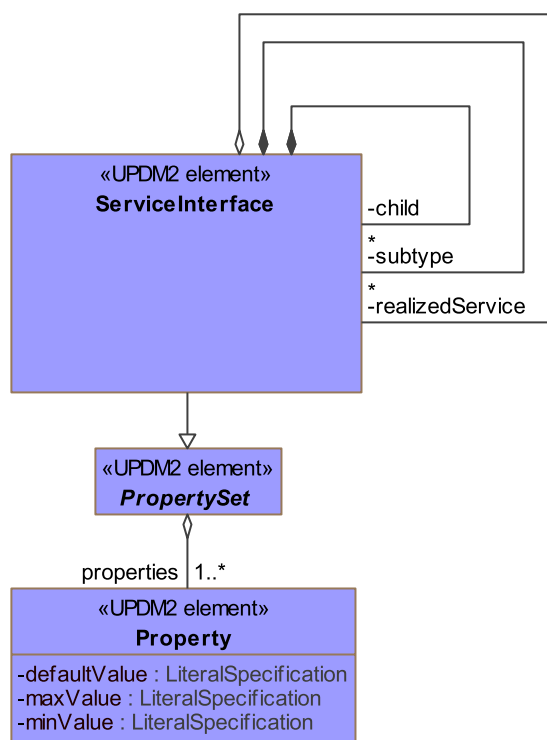 «UPDM2 element»
ServiceInterface
-child
*
-subtype
*
-realizedService
«UPDM2 element»
PropertySet
properties 1..*
«UPDM2 element»
Property
-defaultValue : LiteralSpecification
-maxValue : LiteralSpecification
-minValue : LiteralSpecification